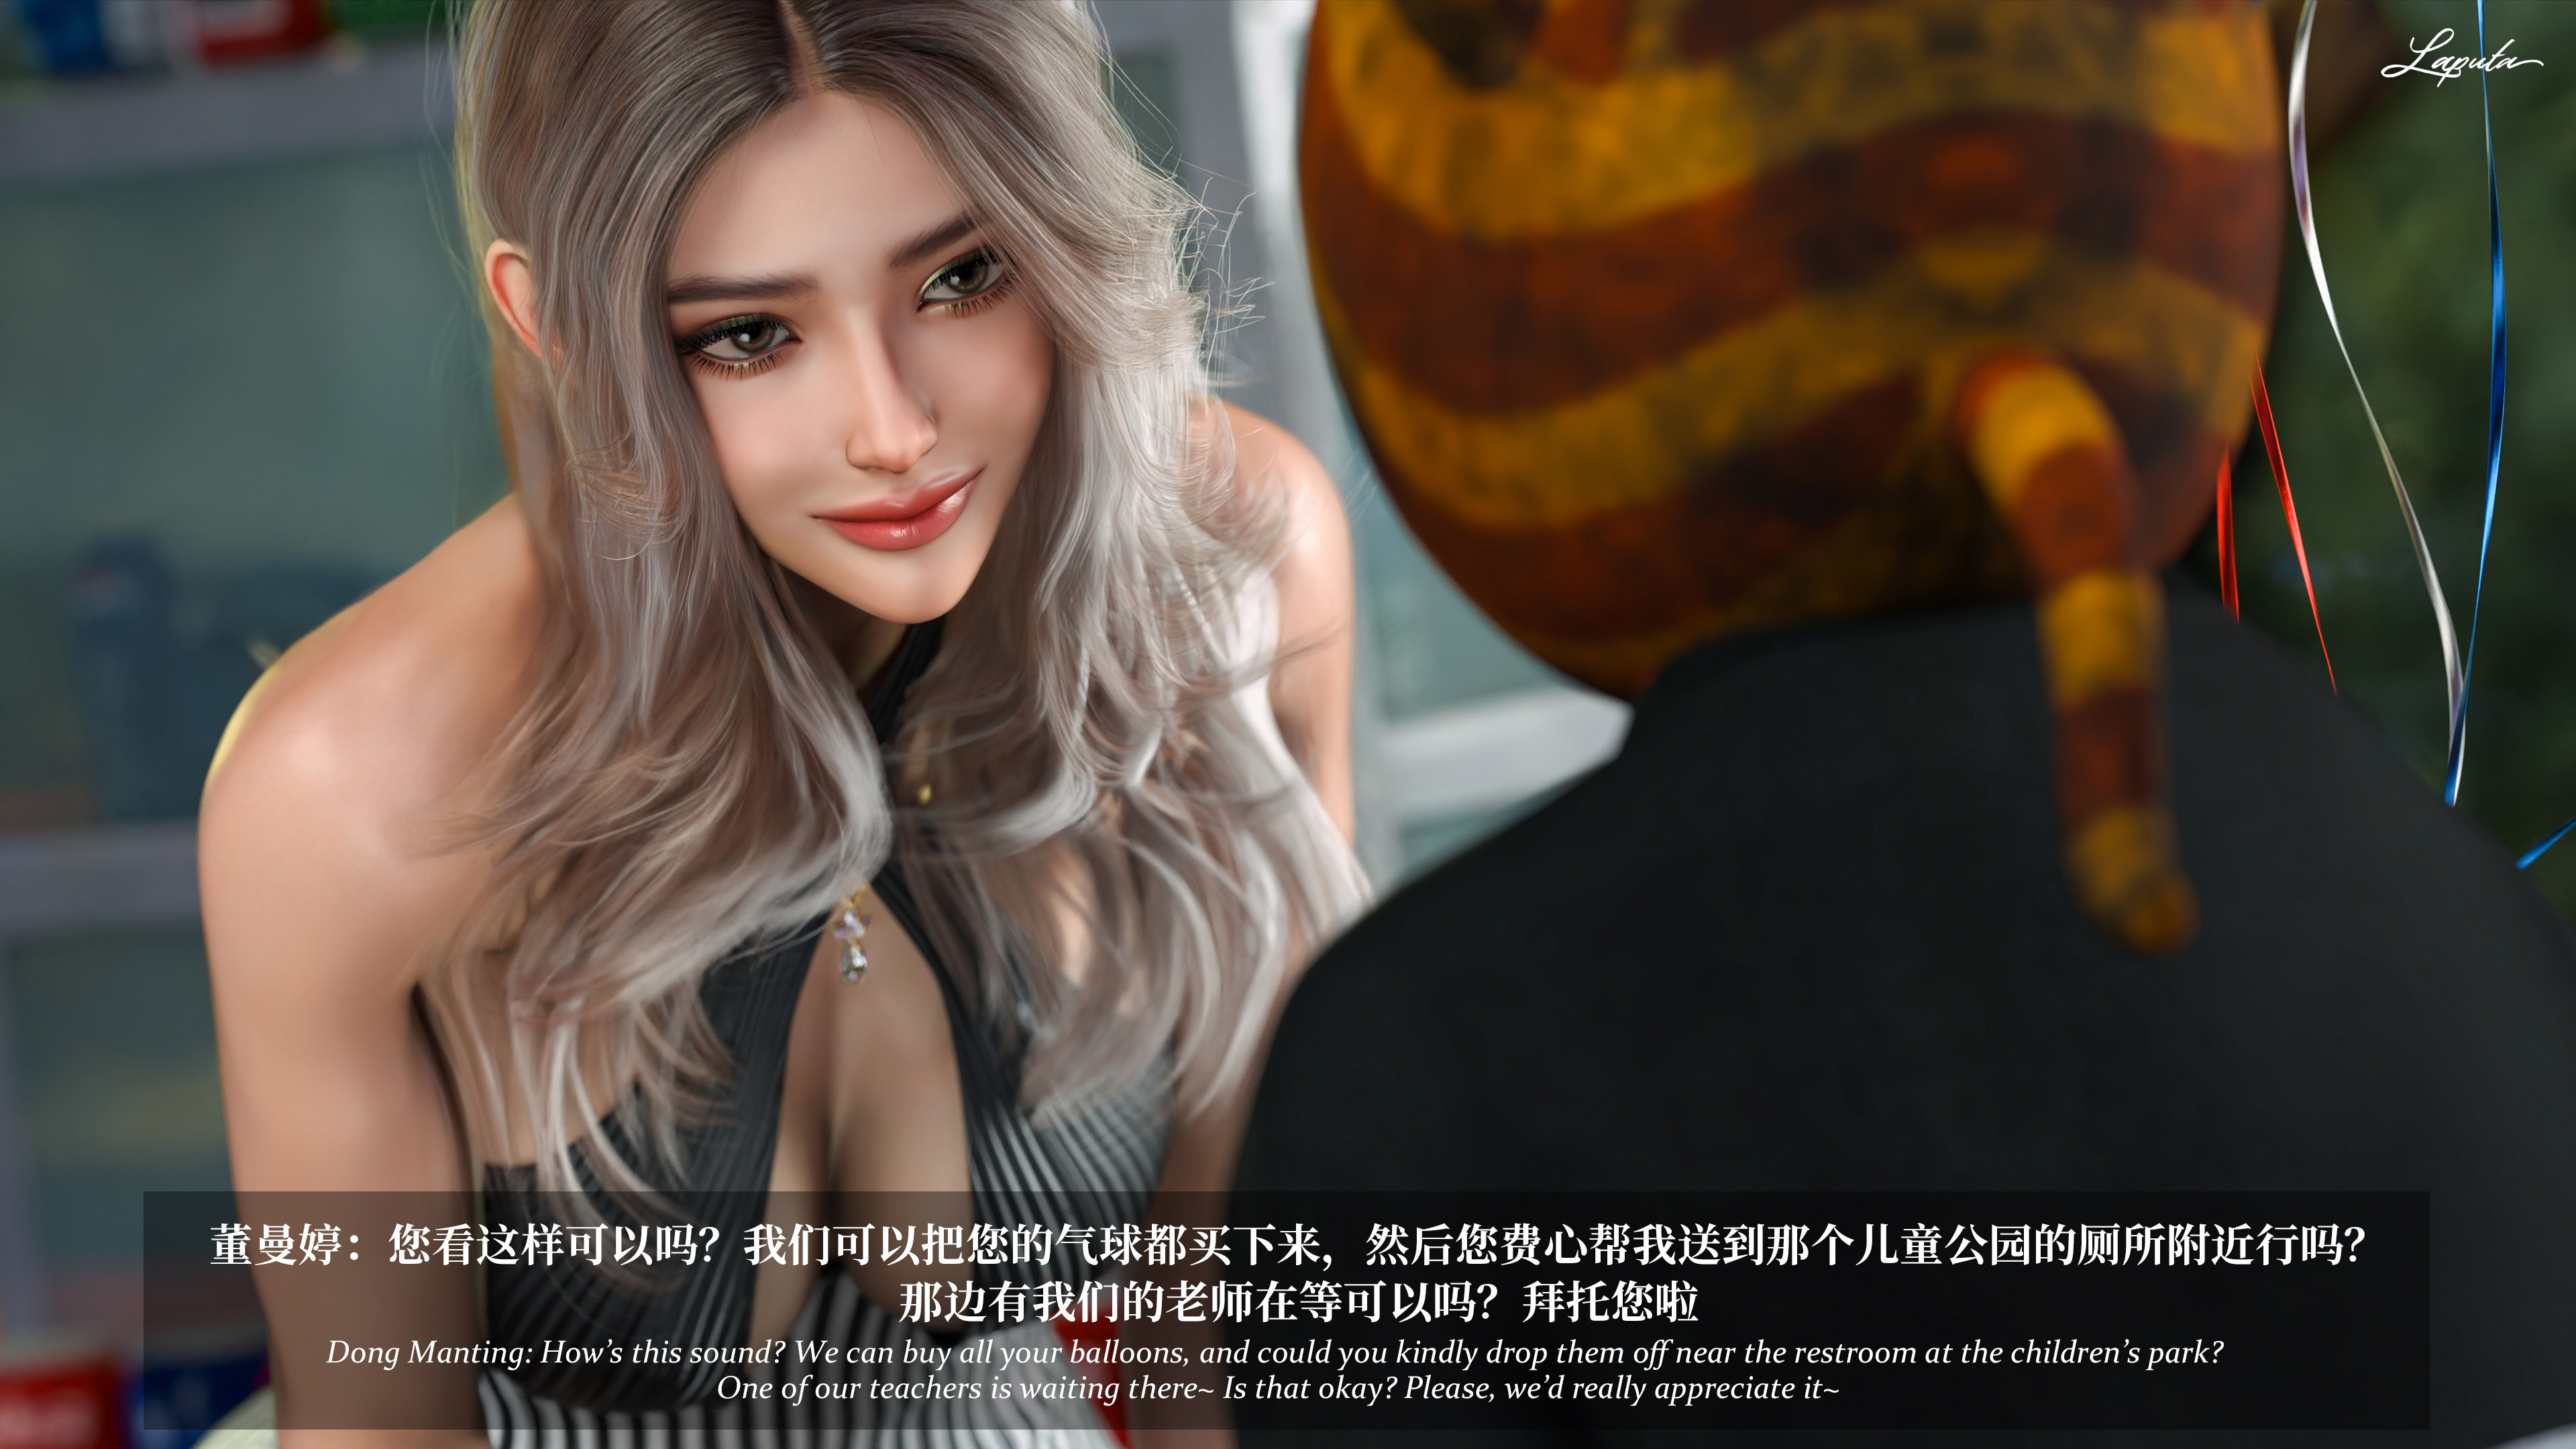 Laputa
董曼婷：您看这样可以吗？我们可以把您的气球都买下来，然后您费心帮我送到那个儿童公园的厕所附近行吗？
那边有我们的老师在等可以吗？拜托您啦
Dong Manting: How’s this sound? We can buy all your balloons, and could you kindly drop them off near the restroom at the children’s park?
One of our teachers is waiting there~ Is that okay? Please, we’d really appreciate it~